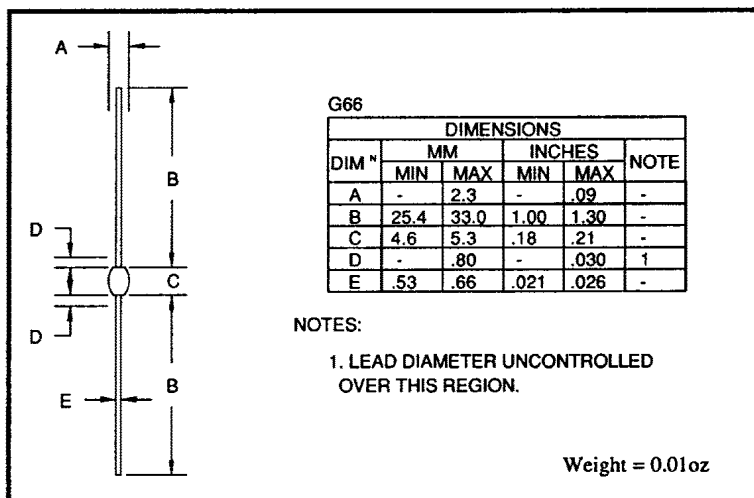 A
B
D
C
D
E
B
G66
DIMENSIONS
DIM ᴺ MM INCHES NOTE
MIN MAX MIN MAX
A - 2.3 - .09 -
B 25.4 33.0 1.00 1.30 -
C 4.6 5.3 .18 .21 -
D - .80 - .030 1
E .53 .66 .021 .026 -
NOTES:
1. LEAD DIAMETER UNCONTROLLED
OVER THIS REGION.
Weight = 0.01oz